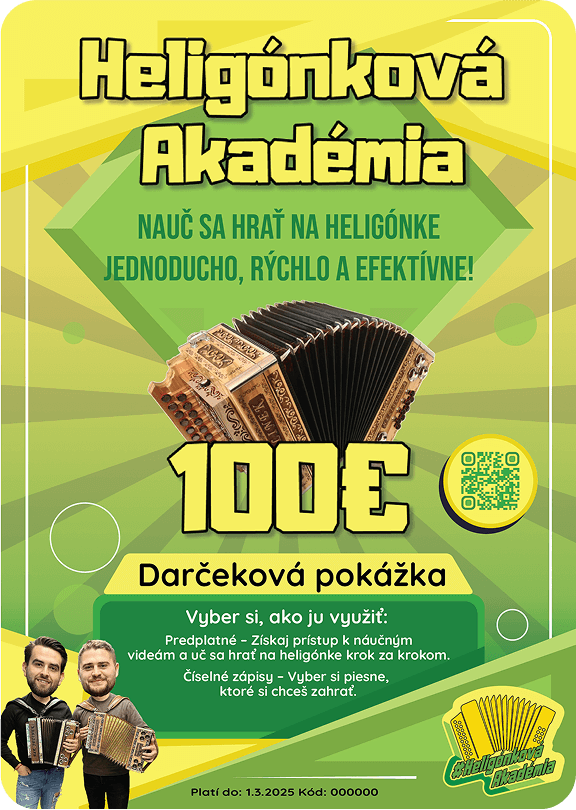 Heligónková
Akadémia
NAUČ SA HRAŤ NA HELIGÓNKE
JEDNODUCHO, RÝCHLO A EFEKTÍVNE!
100€
Darčeková pokážka
Vyber si, ako ju využiť:
Predplatné – Získaj prístup k náučným
videám a uč sa hrať na heligónke krok za krokom.
Číselné zápisy – Vyber si piesne,
ktoré si chceš zahrať.
#Heligónková
Akadémia
Platí do: 1.3.2025 Kód: 000000